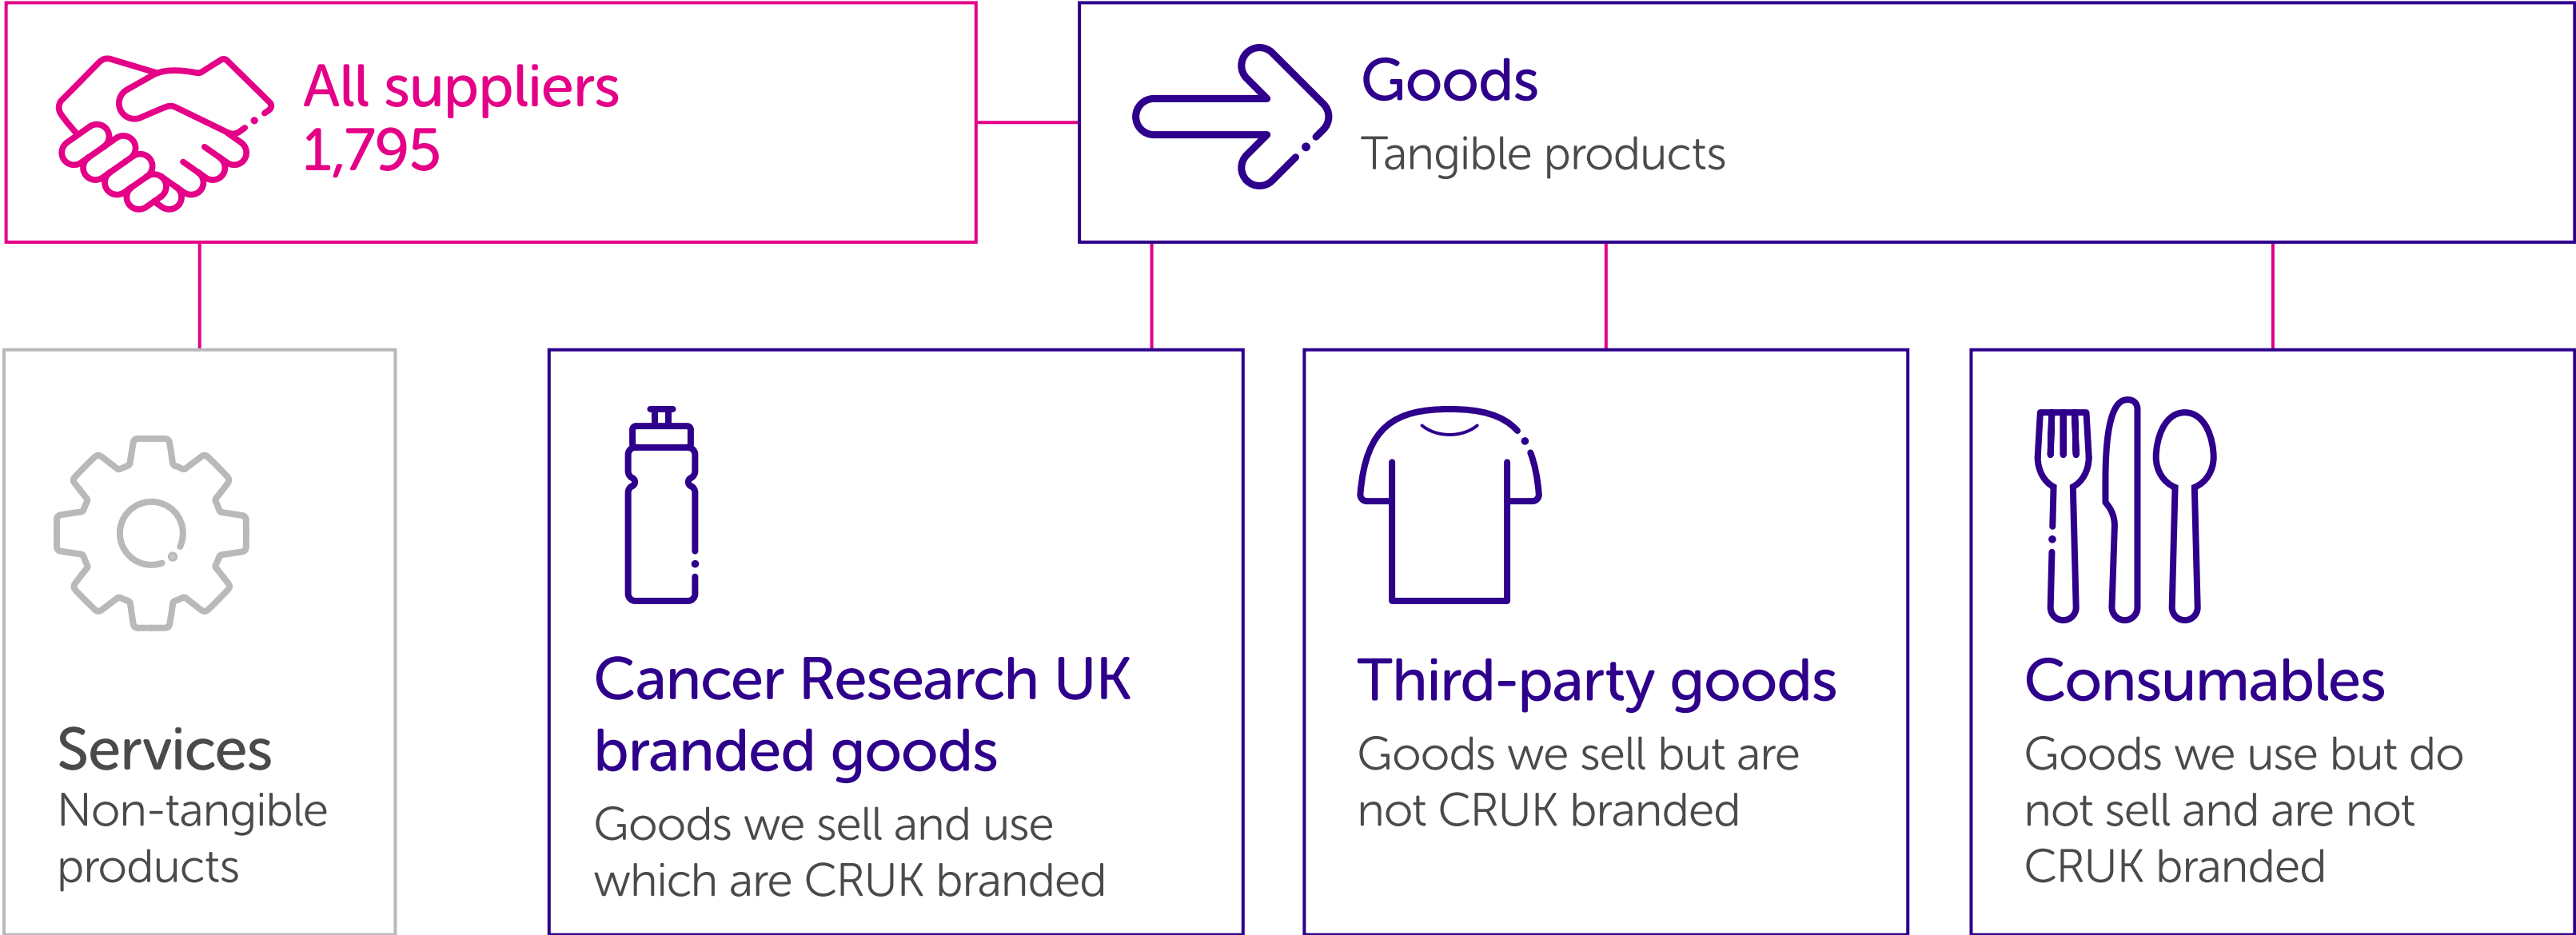 All suppliers
1,795
Goods
Tangible products
Services
Non-tangible
products
Cancer Research UK
branded goods
Goods we sell and use
which are CRUK branded
Third-party goods
Goods we sell but are
not CRUK branded
Consumables
Goods we use but do
not sell and are not
CRUK branded